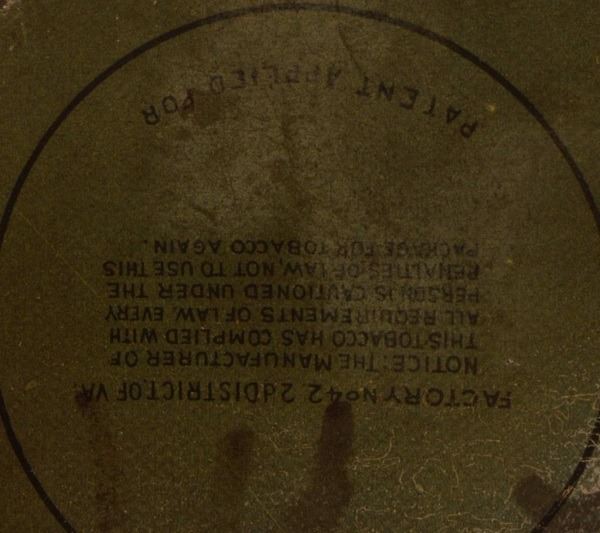 FACTORY Nº42 2d DISTRICT. OF VA.
NOTICE: THE MANUFACTURER OF
THIS TOBACCO HAS COMPLIED WITH
ALL REQUIREMENTS OF LAW. EVERY
PERSON IS CAUTIONED UNDER THE
PENALTIES OF LAW, NOT TO USE THIS
PACKAGE FOR TOBACCO AGAIN.
PATENT APPLIED FOR